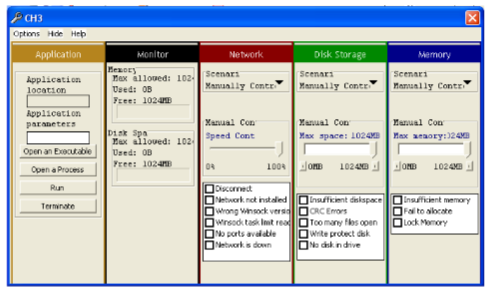 CH3
Options Hide Help
Application
Application
location
Application
parameters
Open an Executable
Open a Process
Run
Terminate
Monitor
Memory
Max allowed: 102
Used: 0B
Free: 1024MB
Disk Spa
Max allowed: 102
Used: 0B
Free: 1024MB
Network
Scenari
Manually Contr
Manual Con
Speed Cont
0% 100%
Disconnect
Network not installed
Wrong Winsock versio
Winsock task limit read
No ports available
Network is down
Disk Storage
Scenari
Manually Contr
Manual Con
Max space: 1024MB
0MB 1024MB
Insufficient diskspace
CRC Errors
Too many files open
Write protect disk
No disk in drive
Memory
Scenari
Manually Contr
Manual Con
Max memory:024MB
0MB 1024MB
Insufficient memory
Fail to allocate
Lock Memory